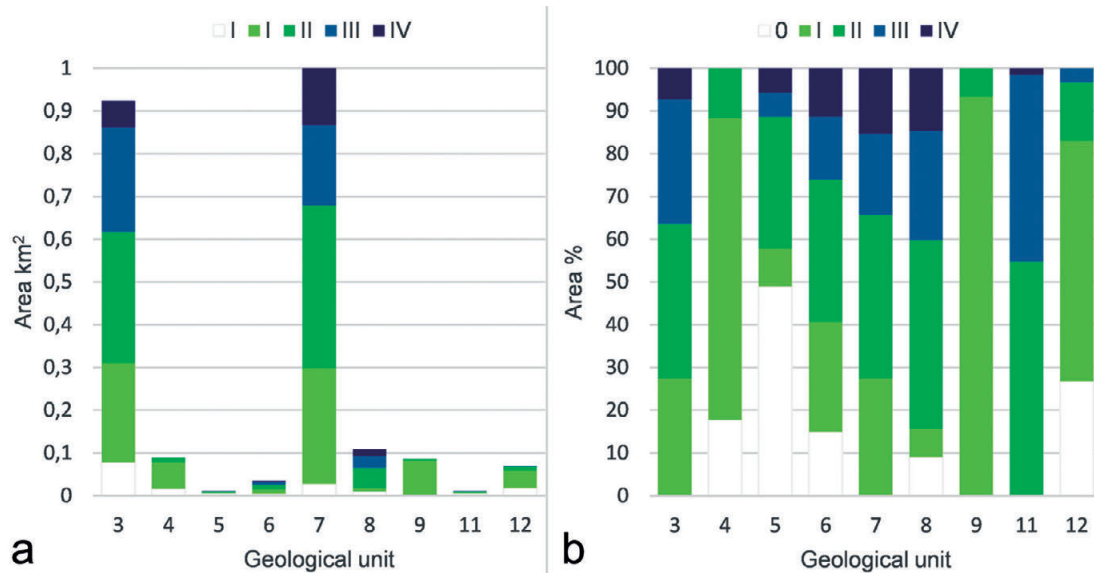 I I II III IV
1
0,9
0,8
0,7
0,6
0,5
0,4
0,3
0,2
0,1
0
Area km²
3 4 5 6 7 8 9 11 12
Geological unit
a
0 I II III IV
100
90
80
70
60
50
40
30
20
10
0
Area %
3 4 5 6 7 8 9 11 12
Geological unit
b